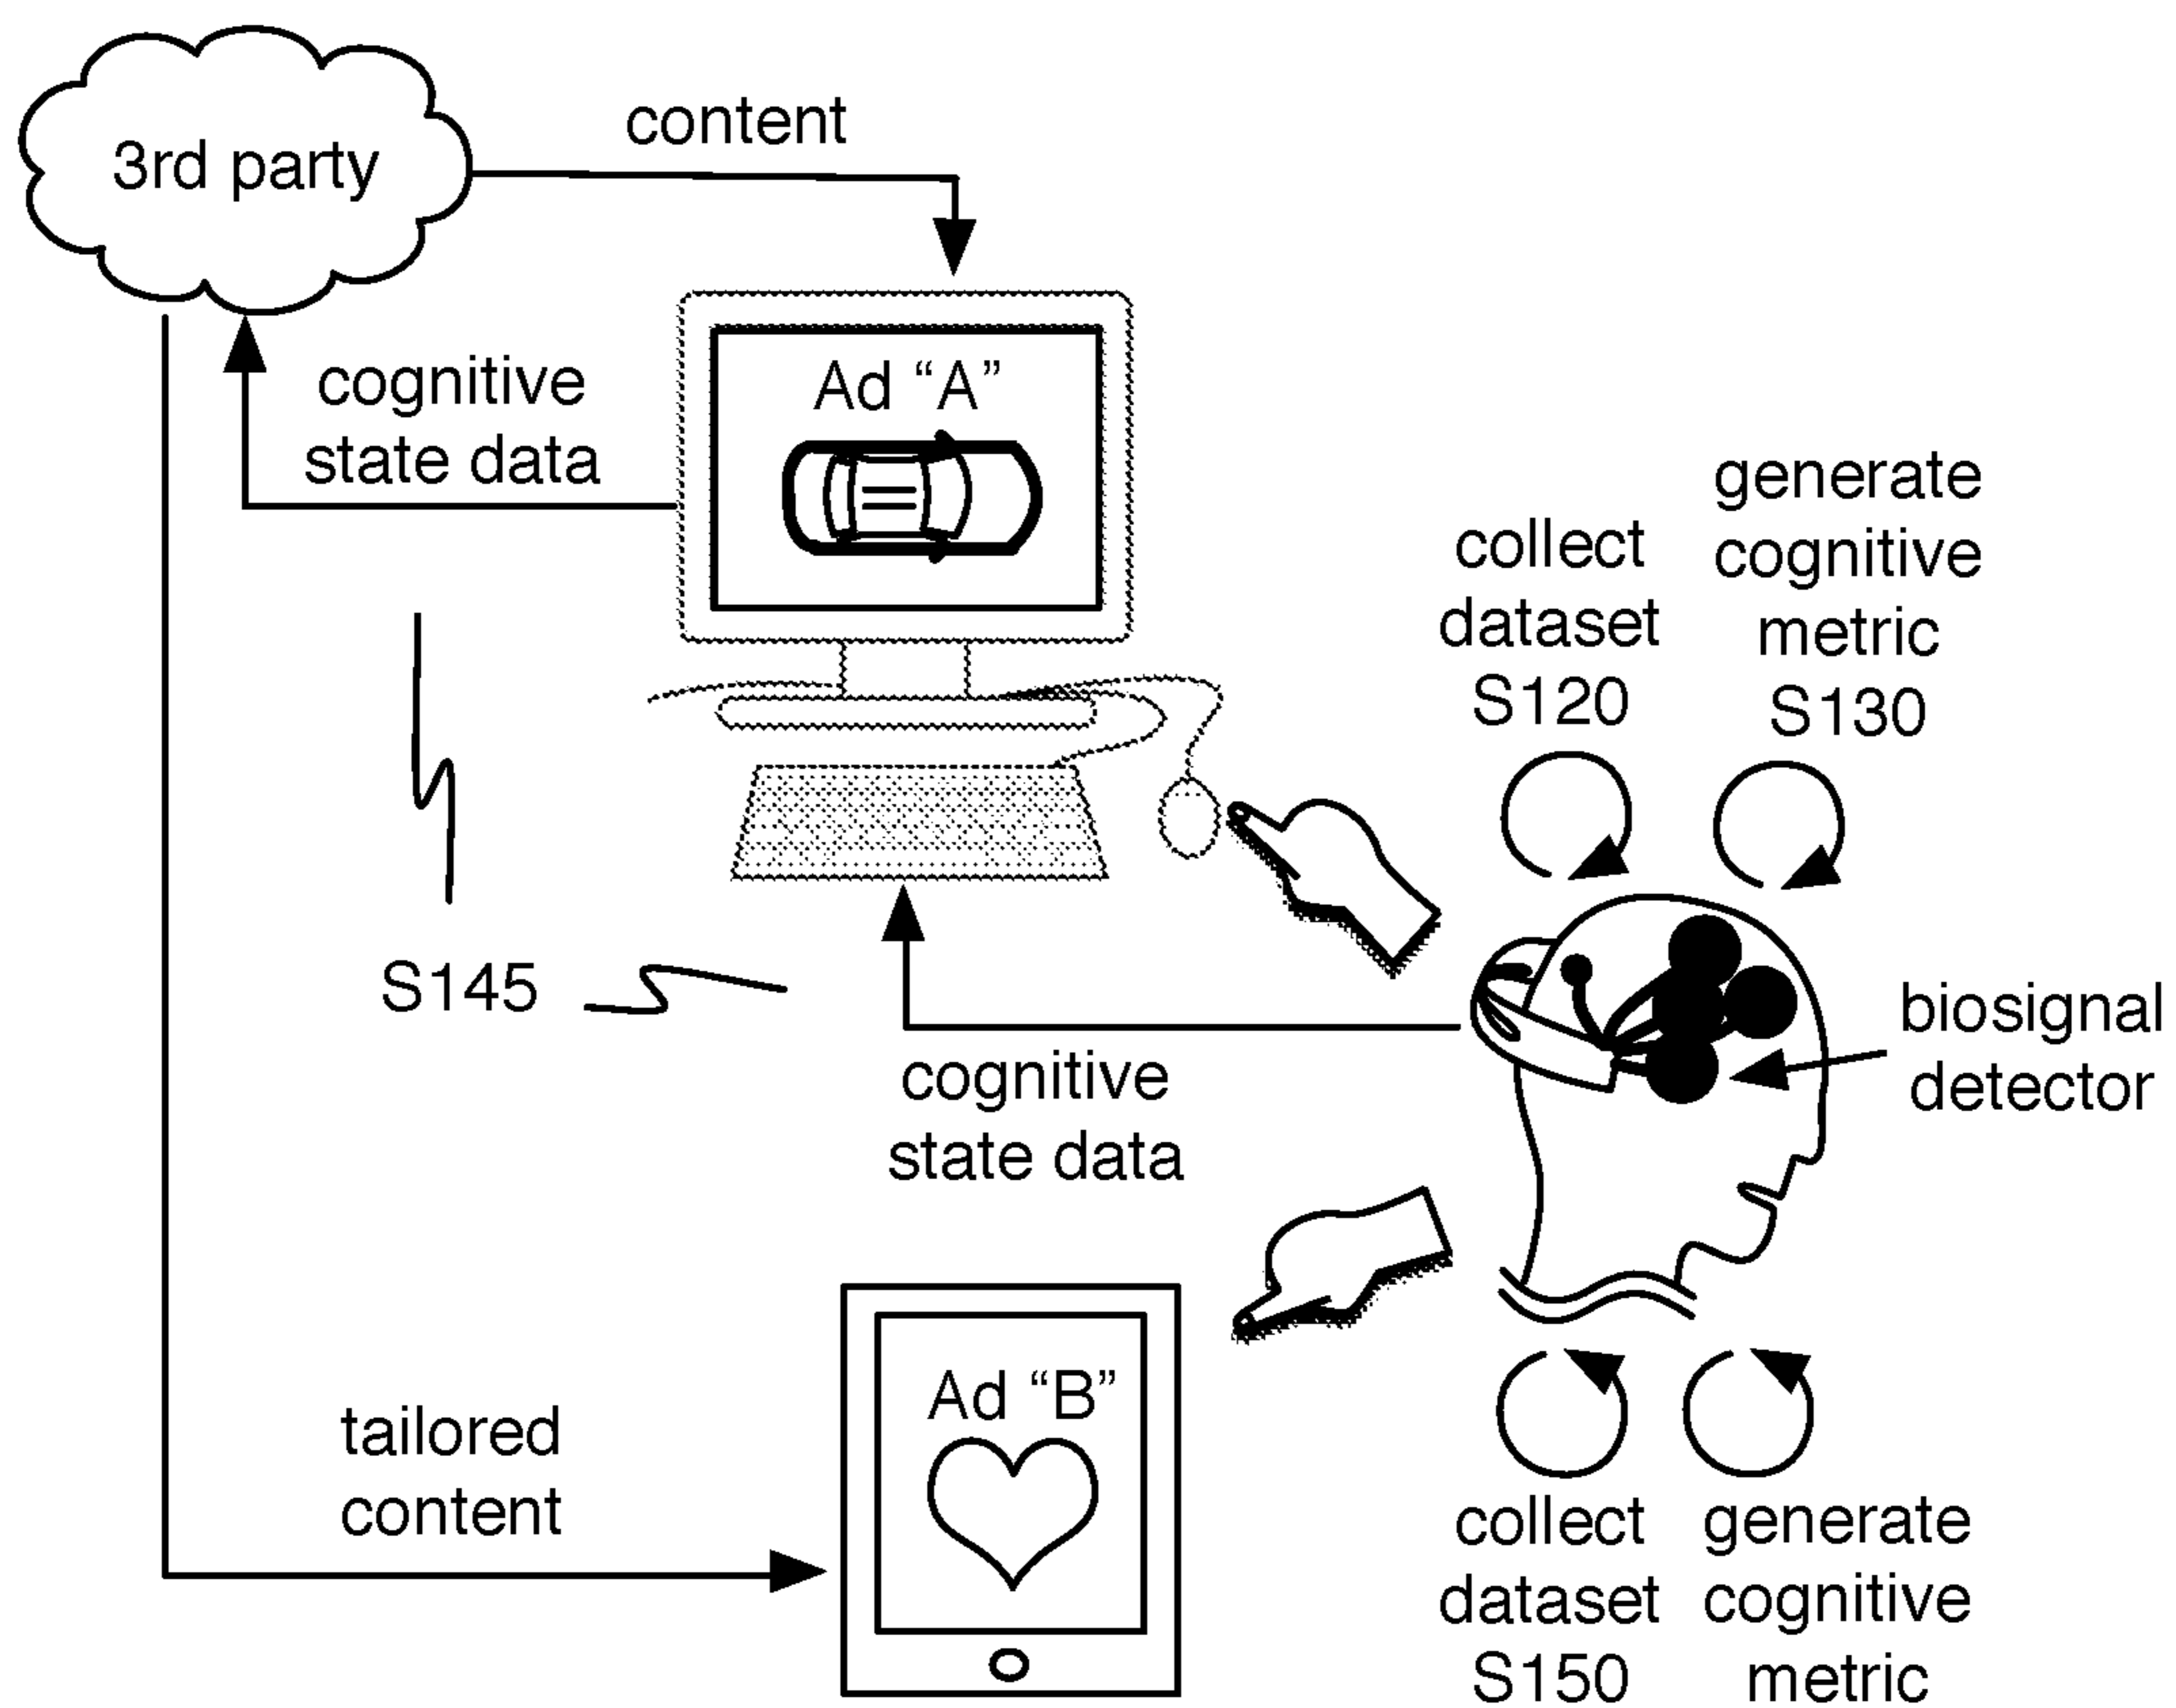 content
3rd party
cognitive
state data
Ad “A”
generate
cognitive
metric
S130
collect
dataset
S120
S145
biosignal
detector
cognitive
state data
tailored
content
Ad “B”
collect
dataset
S150
generate
cognitive
metric